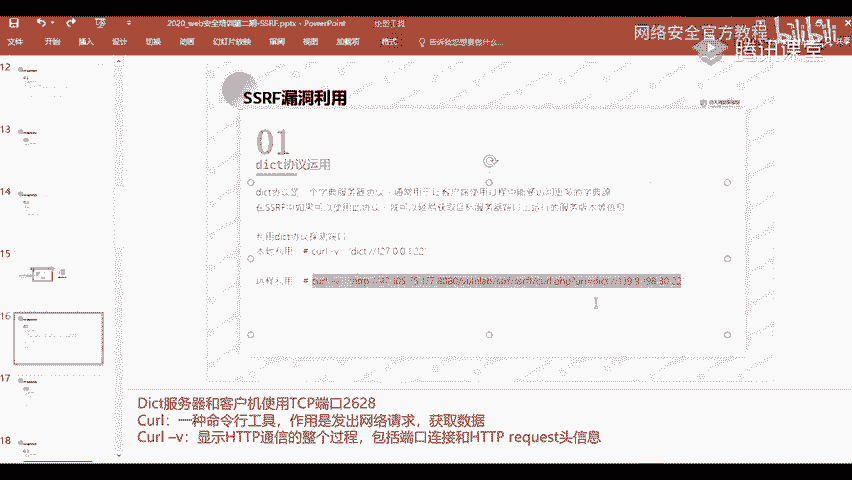 2020_web安全培训第二期-SSRF.pptx - PowerPoint
绘图工具
文件 开始 插入 设计 切换 动画 幻灯片放映 审阅 视图 加载项 格式 告诉我您想要做什么... 共享
网络安全官方教程
bilibili
腾讯课堂
12
13
14
15
16
17
18
SSRF漏洞利用
01
dict协议运用
dict协议是一个字典服务器协议，通常用于让客户端使用过程中能够访问更多的字典源
在SSRF中如果可以使用dict协议，就可以轻易获取目标服务器端口上运行的服务版本等信息
利用dict协议探测端口
本地利用 # curl -v 'dict://127.0.0.1:22'
远程利用 # curl -v
Dict服务器和客户机使用TCP端口2628
Curl：一种命令行工具，作用是发出网络请求，获取数据
Curl –v：显示HTTP通信的整个过程，包括端口连接和HTTP request头信息